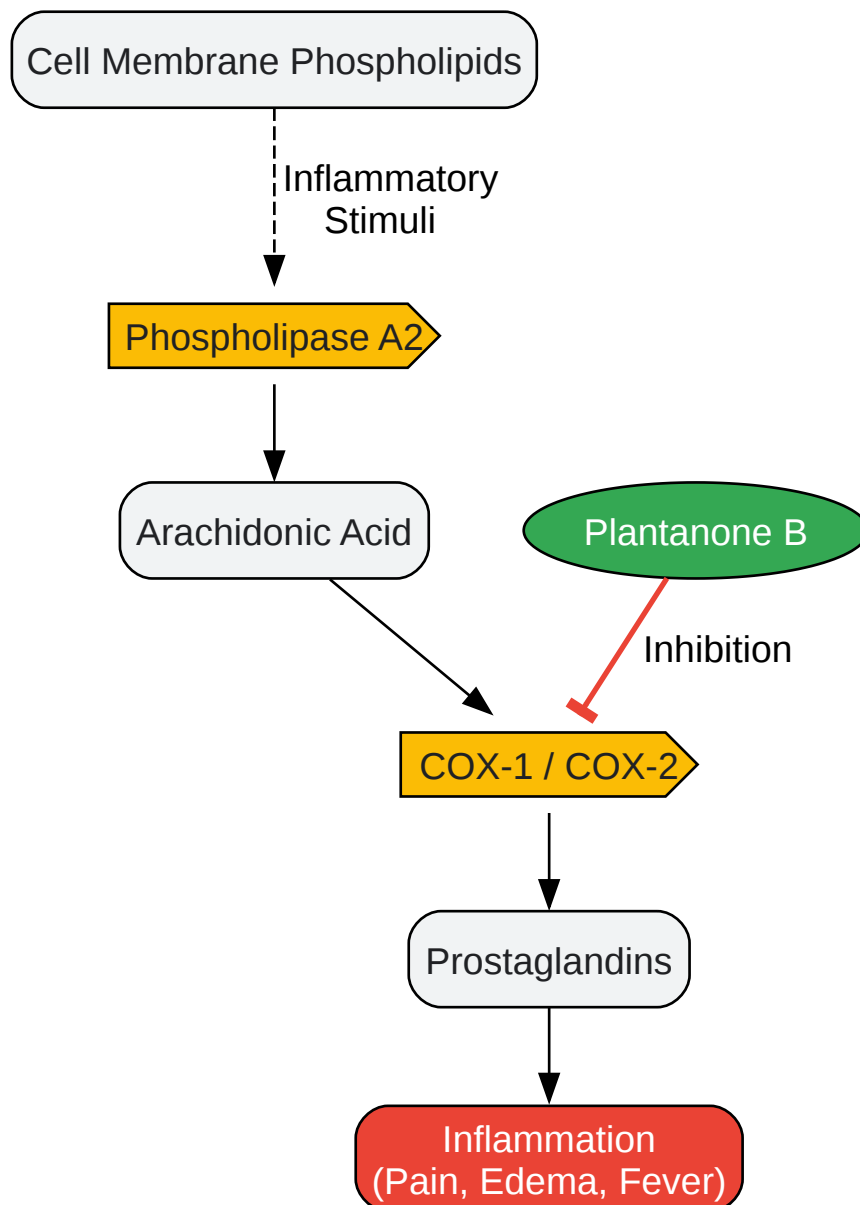 Cell Membrane Phospholipids
Inflammatory
Stimuli
Phospholipase A2
Arachidonic Acid
Plantanone B
Inhibition
COX-1 / COX-2
Prostaglandins
Inflammation
(Pain, Edema, Fever)